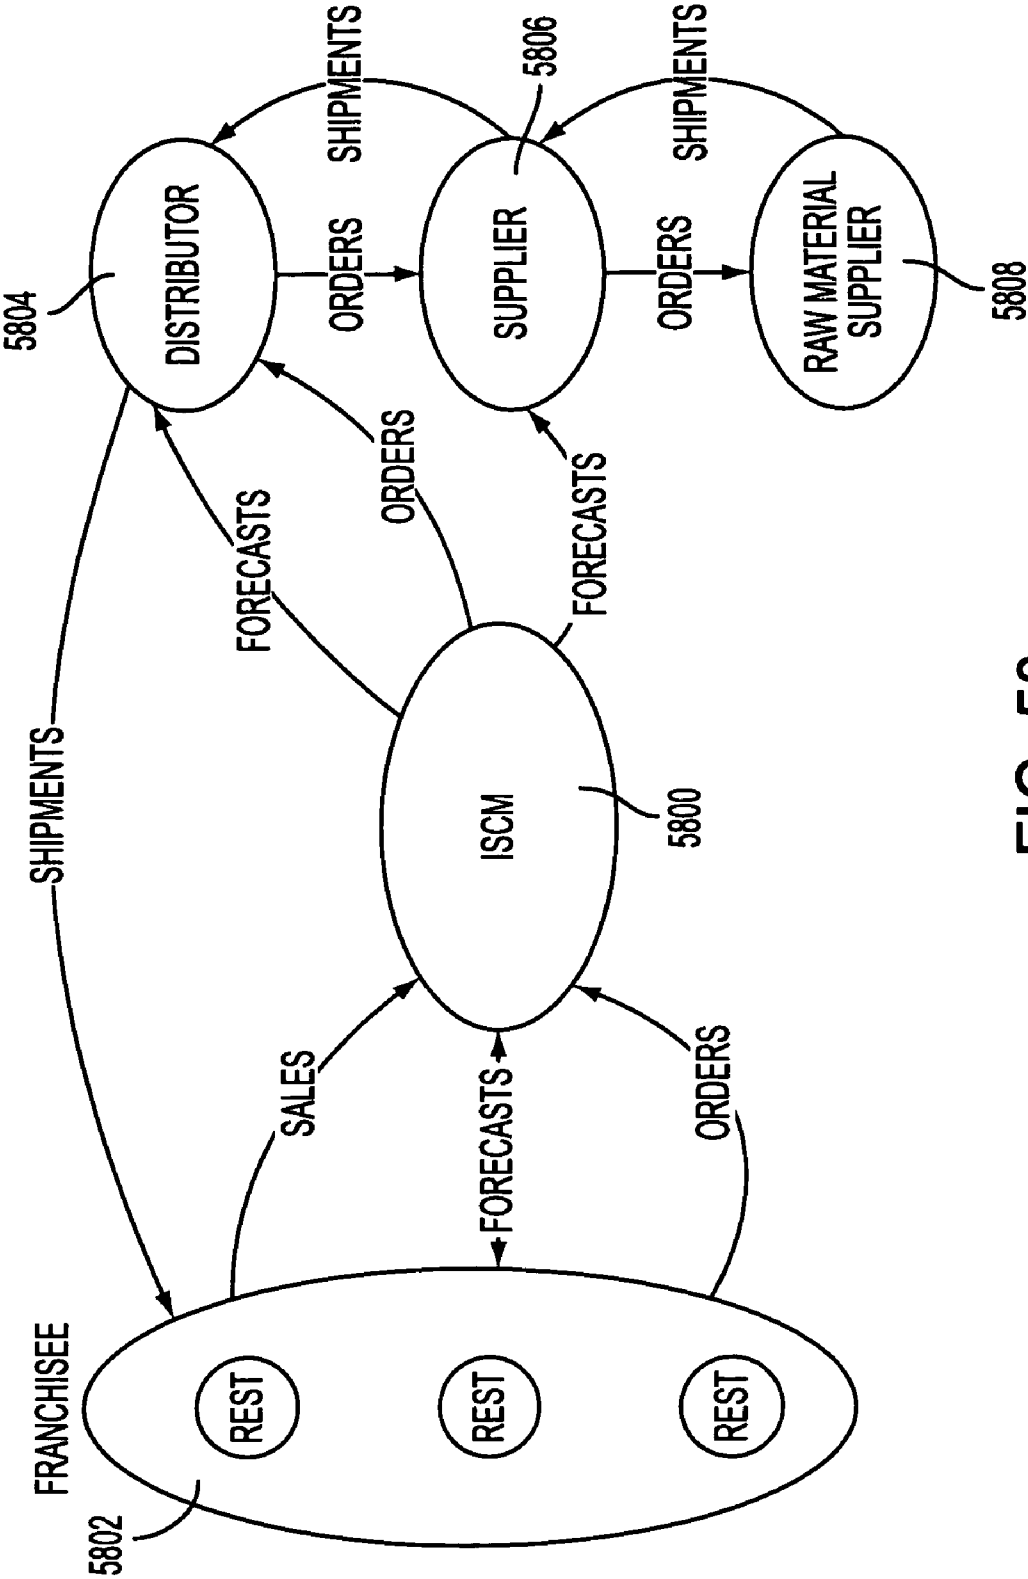 5804
SHIPMENTS
FRANCHISEE
5802
DISTRIBUTOR
REST
FORECASTS
SALES
ORDERS
SHIPMENTS
ORDERS
REST
FORECASTS
ISCM
SUPPLIER
5806
FORECASTS
ORDERS
SHIPMENTS
5800
ORDERS
REST
RAW MATERIAL
SUPPLIER
5808